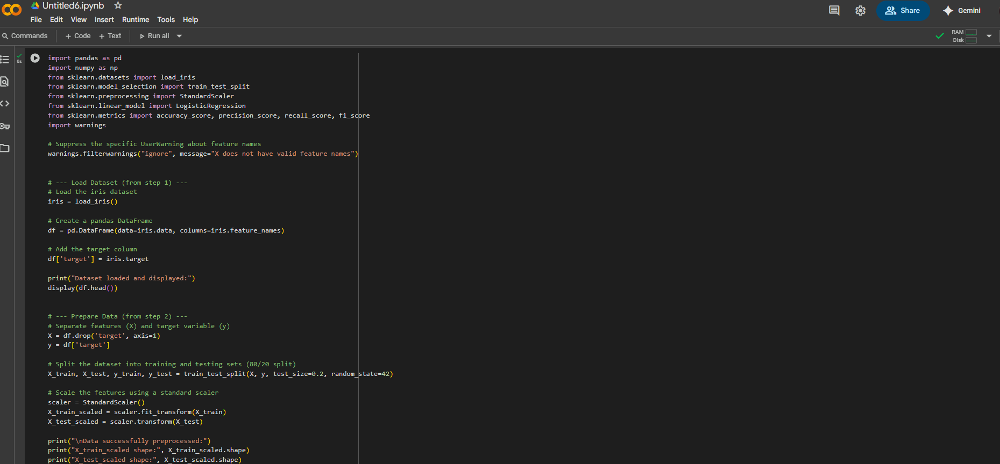 Untitled6.ipynb
File Edit View Insert Runtime Tools Help
Share
Gemini
Commands + Code + Text Run all
RAM
Disk
0s
import pandas as pd
import numpy as np
from sklearn.datasets import load_iris
from sklearn.model_selection import train_test_split
from sklearn.preprocessing import StandardScaler
from sklearn.linear_model import LogisticRegression
from sklearn.metrics import accuracy_score, precision_score, recall_score, f1_score
import warnings
# Suppress the specific UserWarning about feature names
warnings.filterwarnings("ignore", message="X does not have valid feature names")
# --- Load Dataset (from step 1) ---
# Load the iris dataset
iris = load_iris()
# Create a pandas DataFrame
df = pd.DataFrame(data=iris.data, columns=iris.feature_names)
# Add the target column
df['target'] = iris.target
print("Dataset loaded and displayed:")
display(df.head())
# --- Prepare Data (from step 2) ---
# Separate features (X) and target variable (y)
X = df.drop('target', axis=1)
y = df['target']
# Split the dataset into training and testing sets (80/20 split)
X_train, X_test, y_train, y_test = train_test_split(X, y, test_size=0.2, random_state=42)
# Scale the features using a standard scaler
scaler = StandardScaler()
X_train_scaled = scaler.fit_transform(X_train)
X_test_scaled = scaler.transform(X_test)
print("\nData successfully preprocessed:")
print("X_train_scaled shape:", X_train_scaled.shape)
print("X_test_scaled shape:", X_test_scaled.shape)